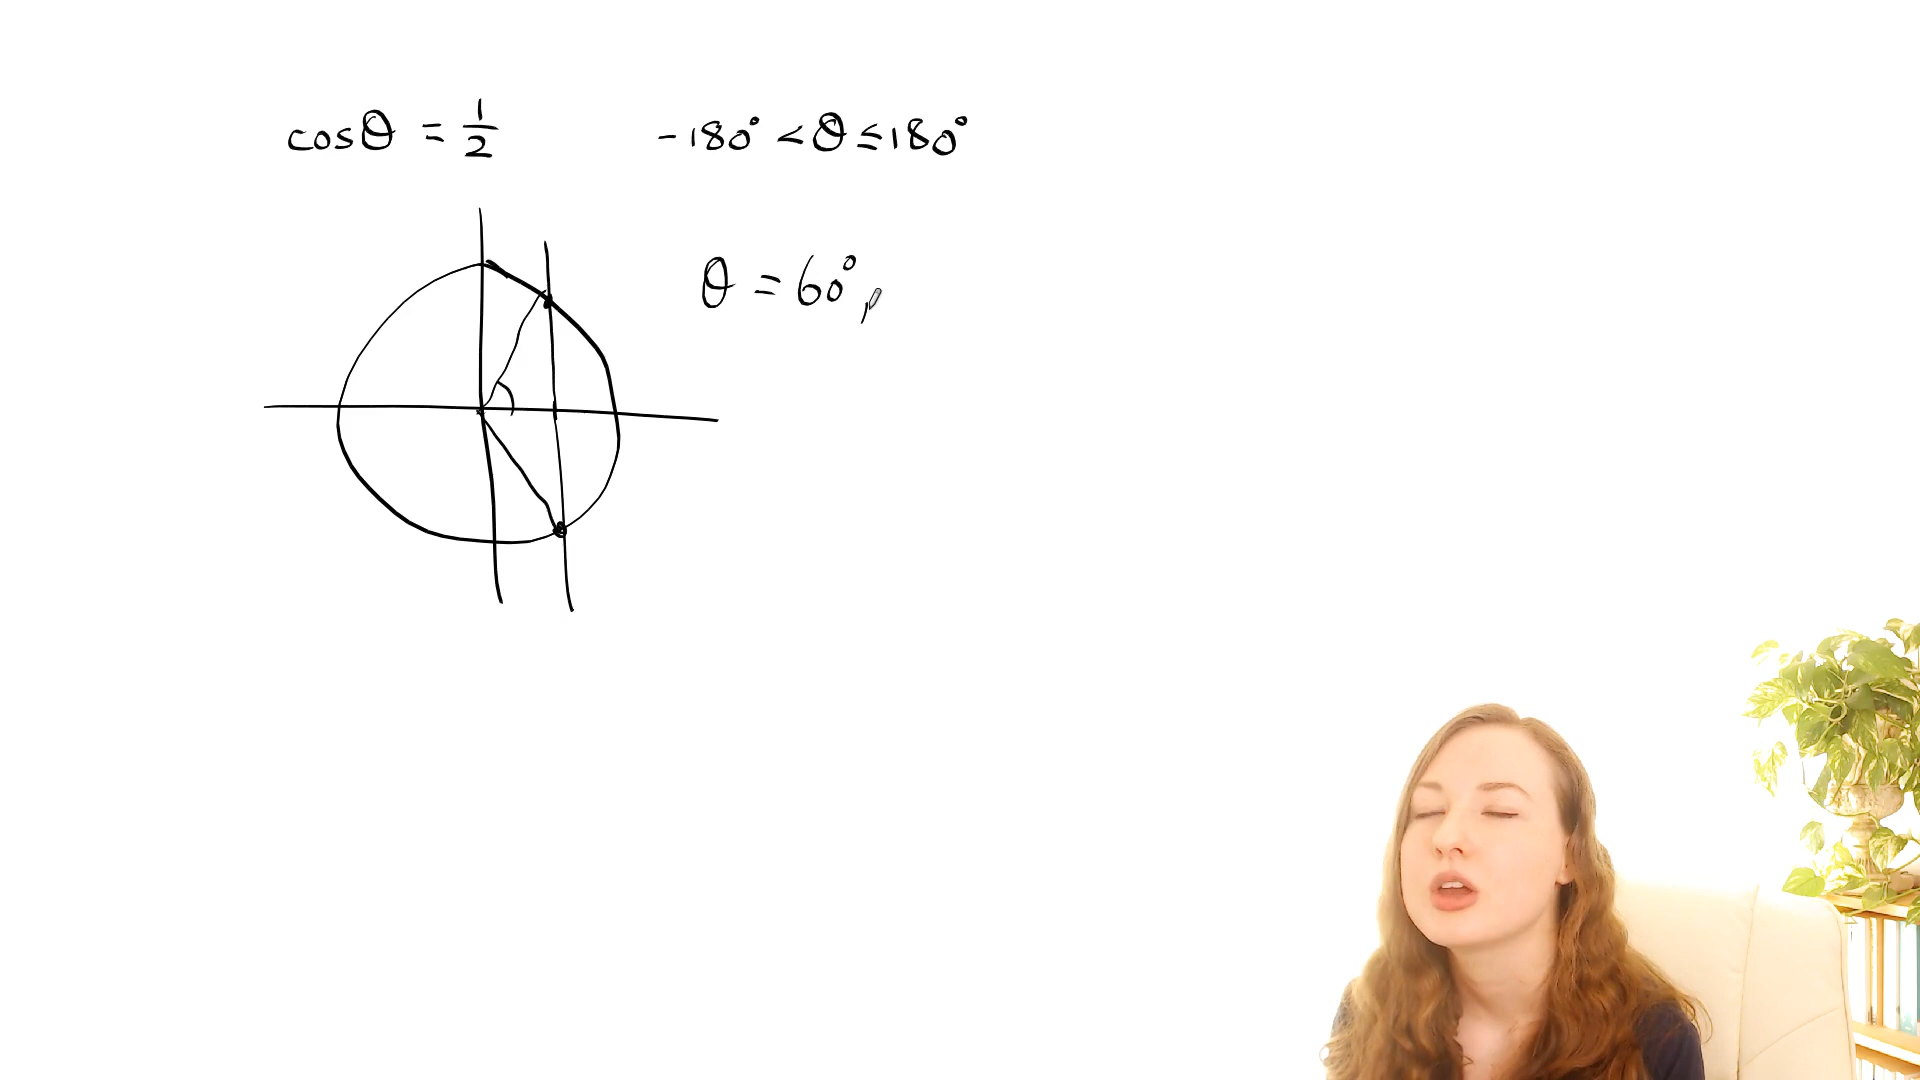 cosθ = 1/2 -180° < θ ≤ 180°
θ = 60°,